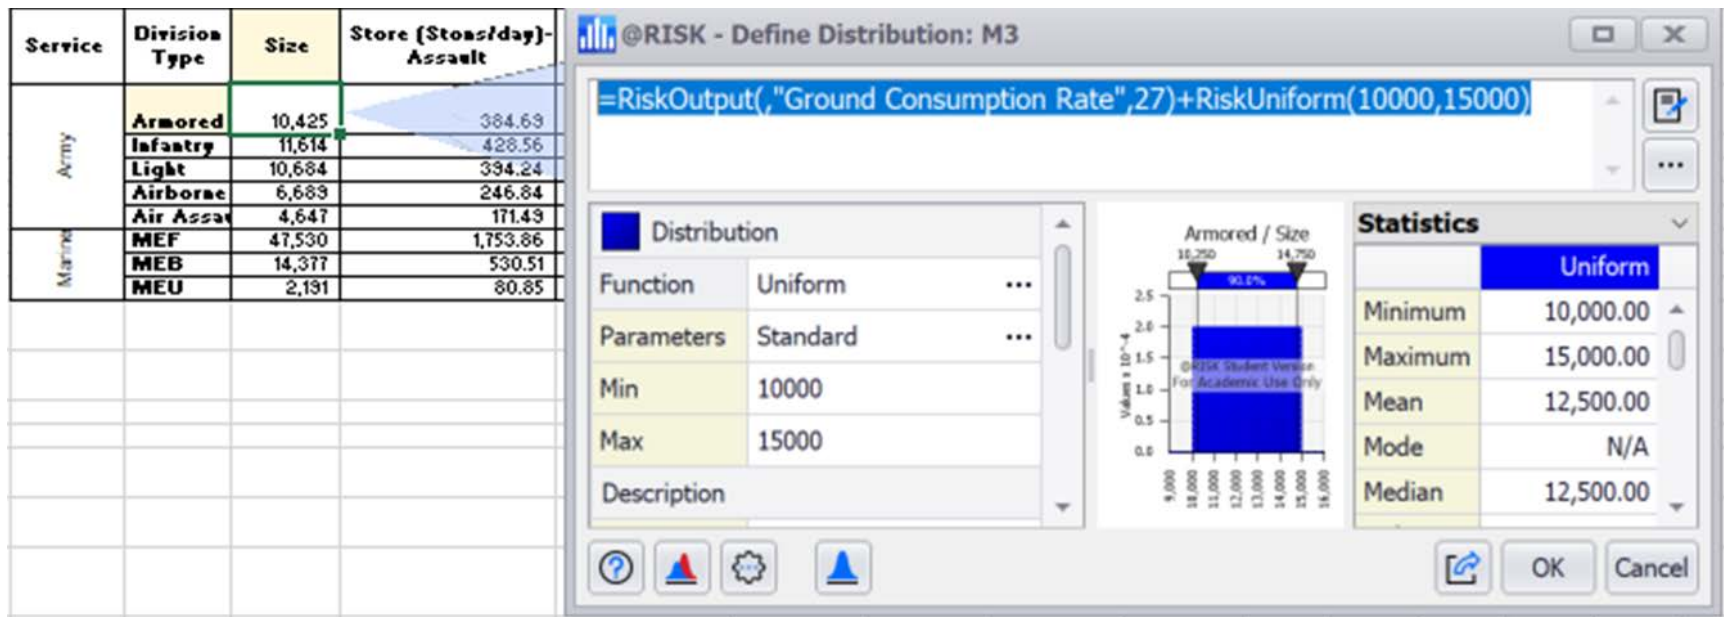 Service Division Type Size Store (Stons/day)-Assault
Army
Armored 10,425 384.69
Infantry 11,614 428.56
Light 10,684 394.24
Airborne 6,689 246.84
Air Assau 4,647 171.49
Marine
MEF 47,530 1,753.86
MEB 14,377 530.51
MEU 2,191 80.85
@RISK - Define Distribution: M3
=RiskOutput(,"Ground Consumption Rate",27)+RiskUniform(10000,15000)
Distribution
Function Uniform ...
Parameters Standard ...
Min 10000
Max 15000
Description
Armored / Size
10,250 14,750
90.0%
2.5
2.0
1.5
1.0
0.5
0.0
Values x 10^-4
@RISK Student Version
For Academic Use Only
9,000
10,000
11,000
12,000
13,000
14,000
15,000
16,000
Statistics
Uniform
Minimum 10,000.00
Maximum 15,000.00
Mean 12,500.00
Mode N/A
Median 12,500.00
OK Cancel